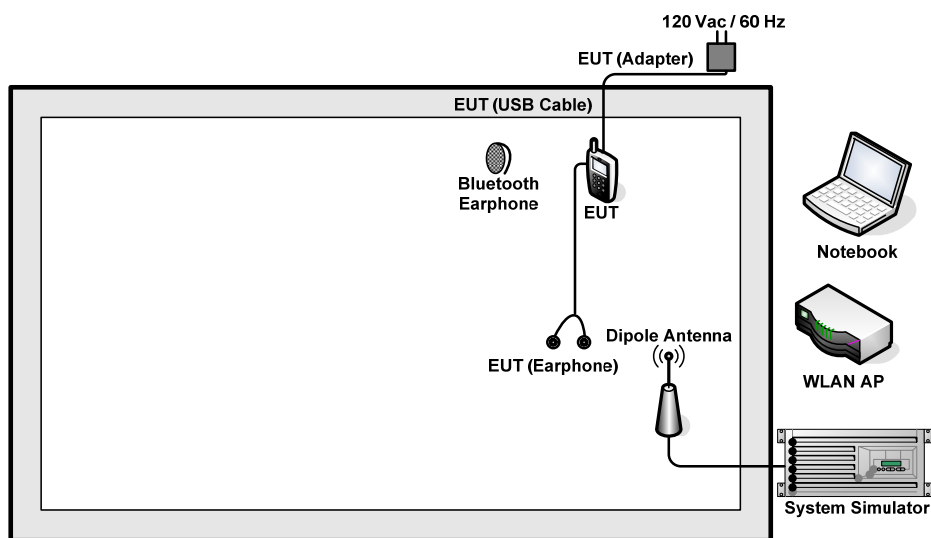 120 Vac / 60 Hz
EUT (Adapter)
EUT (USB Cable)
Bluetooth
Earphone
EUT
Notebook
Dipole Antenna
EUT (Earphone)
WLAN AP
System Simulator